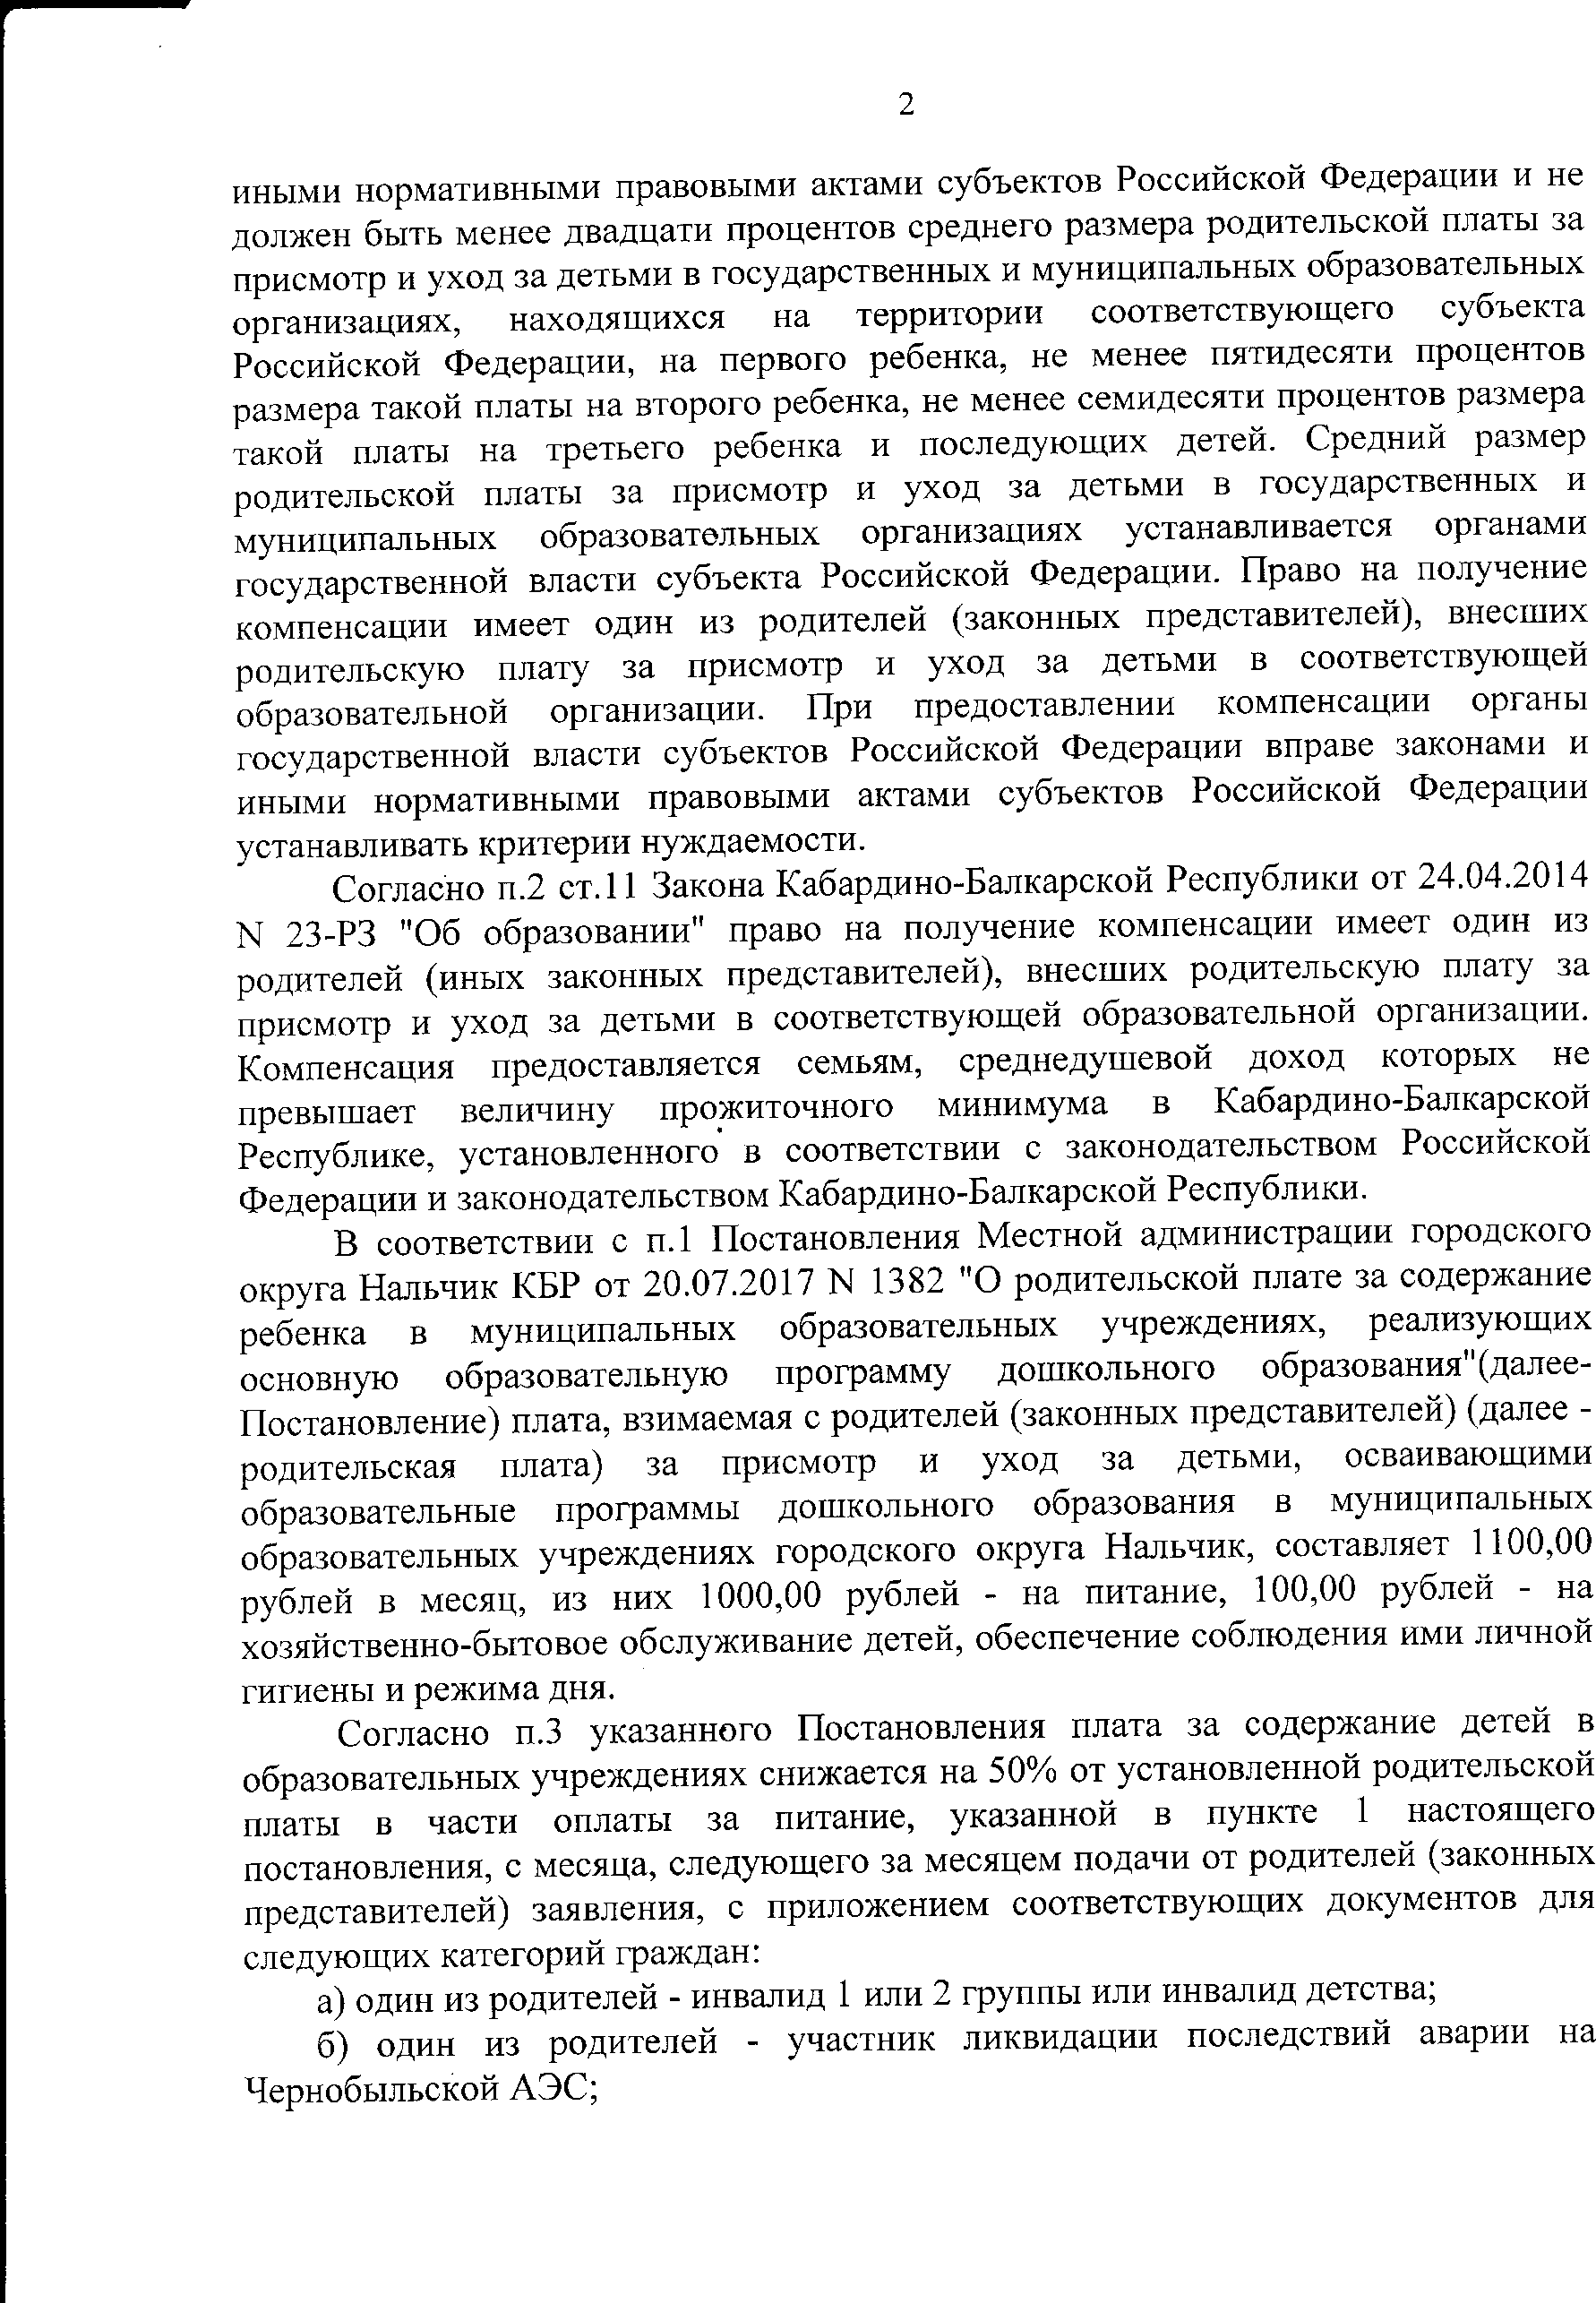 2
иными нормативными правовыми актами субъектов Российской Федерации и не
должен быть менее двадцати процентов среднего размера родительской платы за
присмотр и уход за детьми в государственных и муниципальных образовательных
организациях, находящихся на территории соответствующего субъекта
Российской Федерации, на первого ребенка, не менее пятидесяти процентов
размера такой платы на второго ребенка, не менее семидесяти процентов размера
такой платы на третьего ребенка и последующих детей. Средний размер
родительской платы за присмотр и уход за детьми в государственных и
муниципальных образовательных организациях устанавливается органами
государственной власти субъекта Российской Федерации. Право на получение
компенсации имеет один из родителей (законных представителей), внесших
родительскую плату за присмотр и уход за детьми в соответствующей
образовательной организации. При предоставлении компенсации органы
государственной власти субъектов Российской Федерации вправе законами и
иными нормативными правовыми актами субъектов Российской Федерации
устанавливать критерии нуждаемости.
Согласно п.2 ст.11 Закона Кабардино-Балкарской Республики от 24.04.2014
N 23-РЗ "Об образовании" право на получение компенсации имеет один из
родителей (иных законных представителей), внесших родительскую плату за
присмотр и уход за детьми в соответствующей образовательной организации.
Компенсация предоставляется семьям, среднедушевой доход которых не
превышает величину прожиточного минимума в Кабардино-Балкарской
Республике, установленного в соответствии с законодательством Российской
Федерации и законодательством Кабардино-Балкарской Республики.
В соответствии с п.1 Постановления Местной администрации городского
округа Нальчик КБР от 20.07.2017 N 1382 "О родительской плате за содержание
ребенка в муниципальных образовательных учреждениях, реализующих
основную образовательную программу дошкольного образования"(далее-
Постановление) плата, взимаемая с родителей (законных представителей) (далее -
родительская плата) за присмотр и уход за детьми, осваивающими
образовательные программы дошкольного образования в муниципальных
образовательных учреждениях городского округа Нальчик, составляет 1100,00
рублей в месяц, из них 1000,00 рублей - на питание, 100,00 рублей - на
хозяйственно-бытовое обслуживание детей, обеспечение соблюдения ими личной
гигиены и режима дня.
Согласно п.3 указанного Постановления плата за содержание детей в
образовательных учреждениях снижается на 50% от установленной родительской
платы в части оплаты за питание, указанной в пункте 1 настоящего
постановления, с месяца, следующего за месяцем подачи от родителей (законных
представителей) заявления, с приложением соответствующих документов для
следующих категорий граждан:
а) один из родителей - инвалид 1 или 2 группы или инвалид детства;
б) один из родителей - участник ликвидации последствий аварии на
Чернобыльской АЭС;